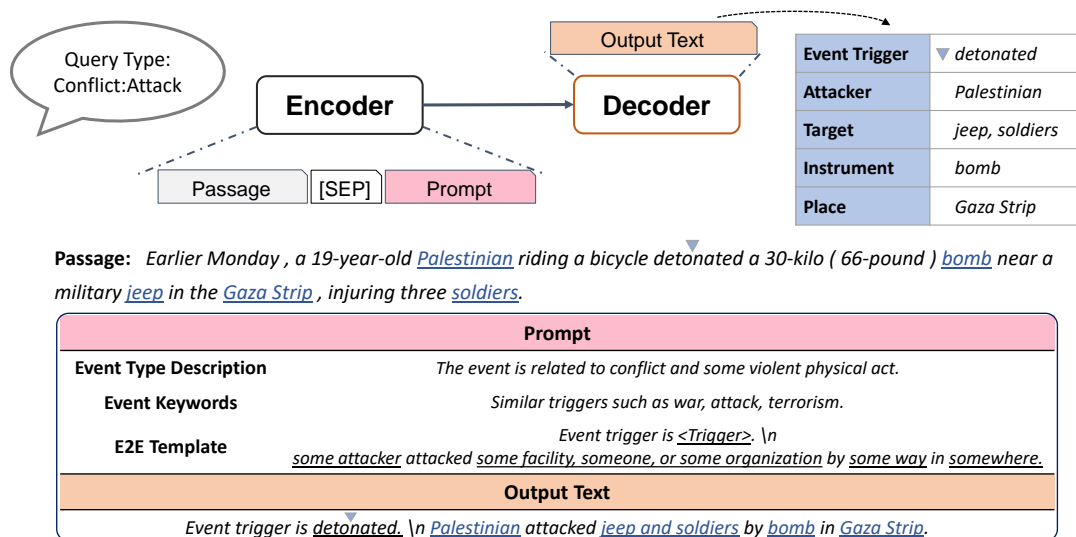 Query Type:
Conflict:Attack
Output Text
Encoder
Decoder
Passage
[SEP]
Prompt
Event Trigger detonated
Attacker Palestinian
Target jeep, soldiers
Instrument bomb
Place Gaza Strip
Passage: Earlier Monday , a 19-year-old Palestinian riding a bicycle detonated a 30-kilo ( 66-pound ) bomb near a
military jeep in the Gaza Strip , injuring three soldiers.
Prompt
Event Type Description The event is related to conflict and some violent physical act.
Event Keywords Similar triggers such as war, attack, terrorism.
E2E Template Event trigger is <Trigger>. \n
some attacker attacked some facility, someone, or some organization by some way in somewhere.
Output Text
Event trigger is detonated. \n Palestinian attacked jeep and soldiers by bomb in Gaza Strip.